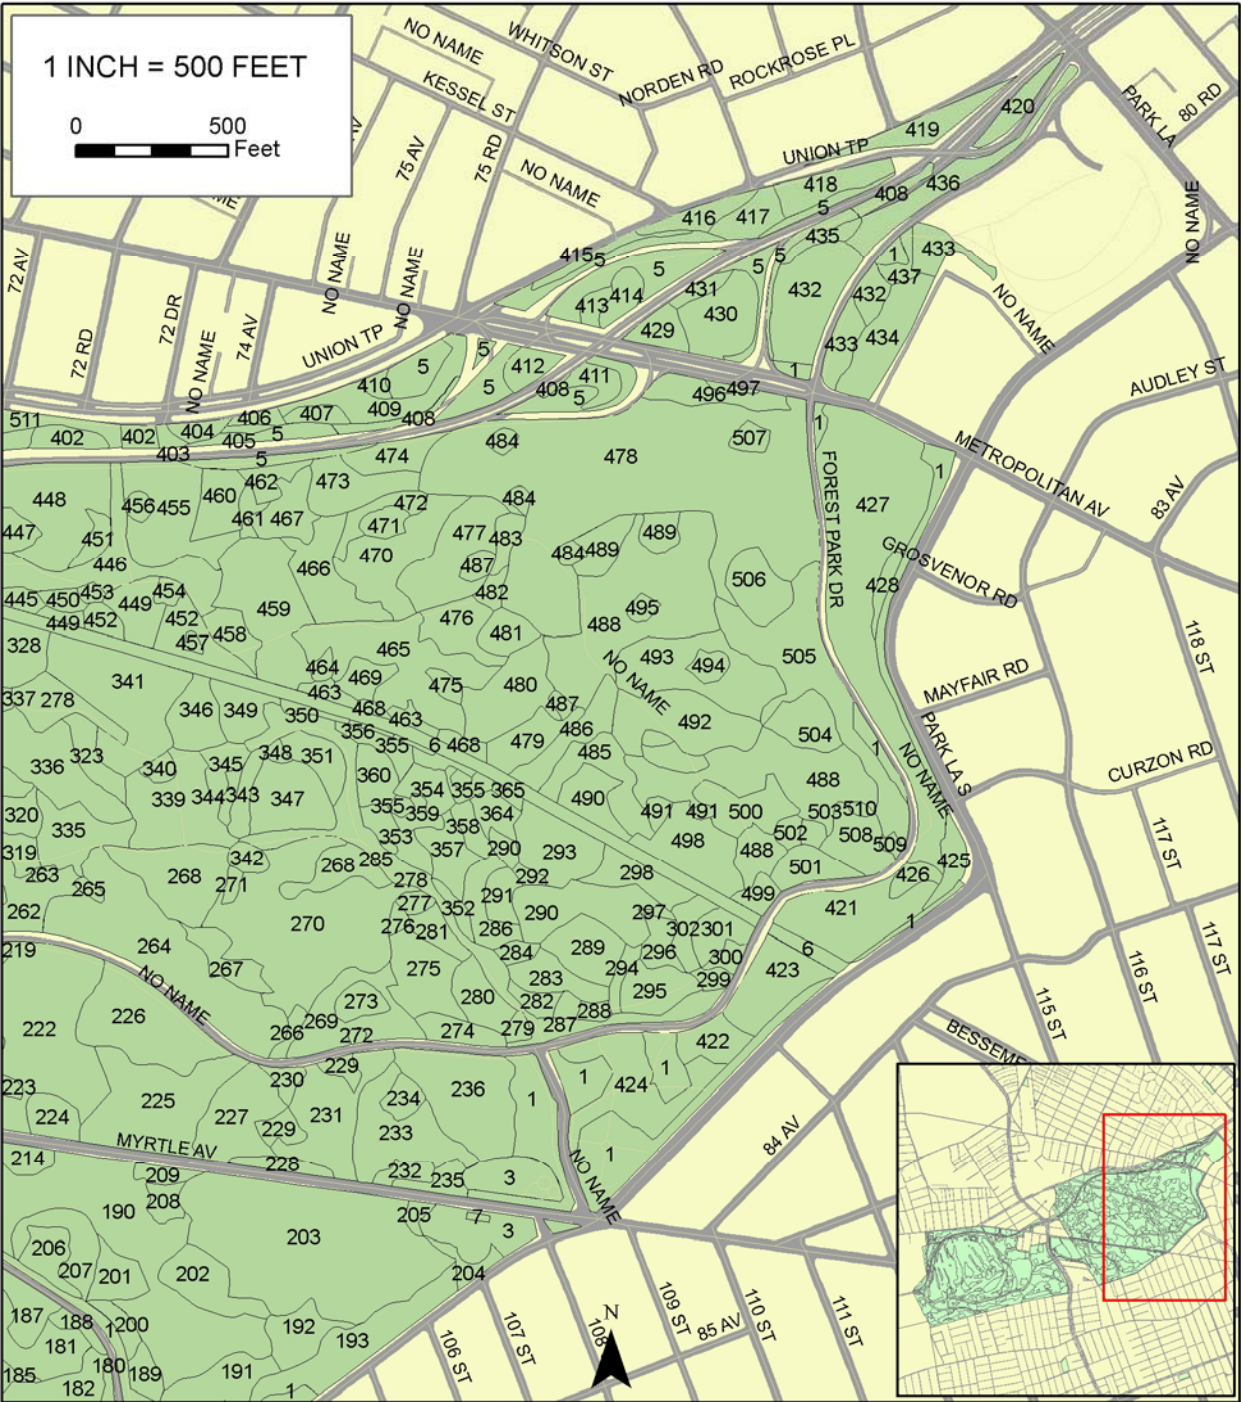 1 INCH = 500 FEET
0 500
Feet
NO NAME
WHITSON ST
KESSEL ST
NORDEN RD
ROCKROSE PL
PARK LA
80 RD
75 AV
75 RD
NO NAME
UNION TP
NO NAME
72 AV
72 RD
72 DR
NO NAME
74 AV
NO NAME
NO NAME
UNION TP
NO NAME
AUDLEY ST
METROPOLITAN AV
83 AV
FOREST PARK DR
GROSVENOR RD
118 ST
MAYFAIR RD
PARK LA S
CURZON RD
NO NAME
NO NAME
117 ST
117 ST
116 ST
115 ST
NO NAME
MYRTLE AV
NO NAME
84 AV
106 ST
107 ST
108
109 ST
85 AV
110 ST
111 ST
N
420
419
418 408 436
416 417 5
435
415 5 5 5 5 1 433
413 414 431 432 432 437
429 430 433 434
5 412 411 1
410 5 5 408 5 496 497
511 406 407 409 408 1
402 402 404 405 5 484 507
403 5 474 478 1
448 460 462 473 484 427
447 456 455 461 467 472 471
451 477 483 489
446 466 470 487 484 489 506
445 450 453 449 454 459 482 495 428
449 452 452 457 458 476 481 488
328 465 493 494 505
341 464 469 475 480
337 278 346 349 463 468 463 487
350 356 355 6 468 479 486 492 504
336 323 340 345 348 351 485 1
339 344 343 347 360 354 355 365 490 488
320 335 355 359 364 491 491 500 503 510
319 353 358 357 290 293 498 502 508 509
263 265 268 342 271 268 285 278 292 298 488 501 425
262 277 352 291 290 499 426
219 264 270 276 281 286 297 302 301 421 1
267 275 284 289 296 300 6
273 280 283 294 295 299 423
222 226 269 282 288
266 272 274 279 287 422
223 230 229 236 1 1 424
224 225 227 231 234 1
229 233
214 228 232 235 3 1
209 208 205 7
190 203 3
206 207 201 202 204
187 188 1 200 192 193
181 180 189 191
185 182 1